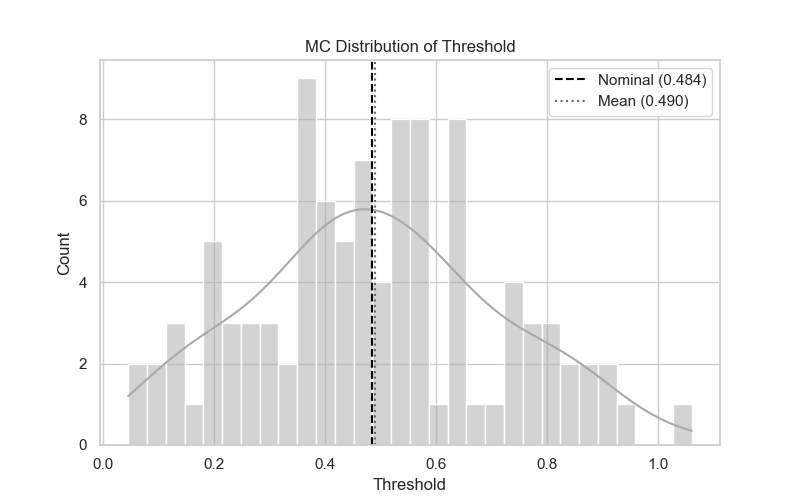 MC Distribution of Threshold
Nominal (0.484)
Mean (0.490)
Count
8
6
4
2
0
0.0 0.2 0.4 0.6 0.8 1.0
Threshold